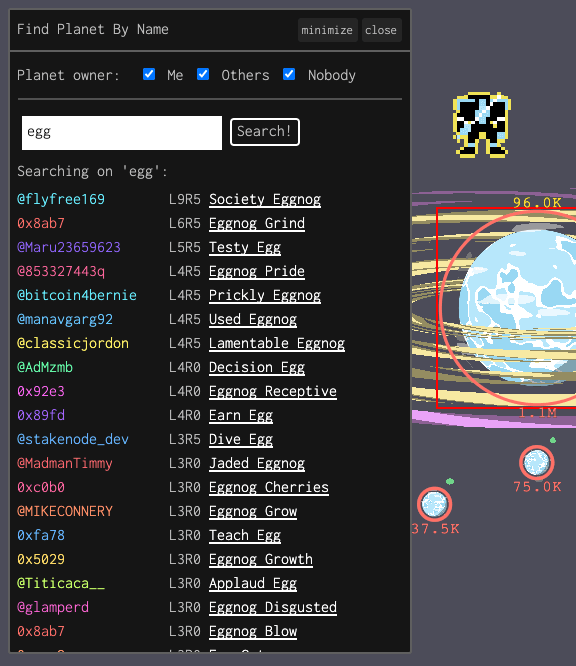 Find Planet By Name minimize close
Planet owner: Me Others Nobody
egg Search!
Searching on 'egg':
@flyfree169 L9R5 Society Eggnog
0x8ab7 L6R5 Eggnog Grind
@Maru23659623 L5R5 Testy Egg
@853327443q L4R5 Eggnog Pride
@bitcoin4bernie L4R5 Prickly Eggnog
@manavgarg92 L4R5 Used Eggnog
@classicjordon L4R5 Lamentable Eggnog
@AdMzmb L4R0 Decision Egg
0x92e3 L4R0 Eggnog Receptive
0x89fd L4R0 Earn Egg
@stakenode_dev L3R5 Dive Egg
@MadmanTimmy L3R0 Jaded Eggnog
0xc0b0 L3R0 Eggnog Cherries
@MIKECONNERY L3R0 Eggnog Grow
0xfa78 L3R0 Teach Egg
0x5029 L3R0 Eggnog Growth
@Titicaca__ L3R0 Applaud Egg
@glamperd L3R0 Eggnog Disgusted
0x8ab7 L3R0 Eggnog Blow
96.0K
1.1M
75.0K
37.5K